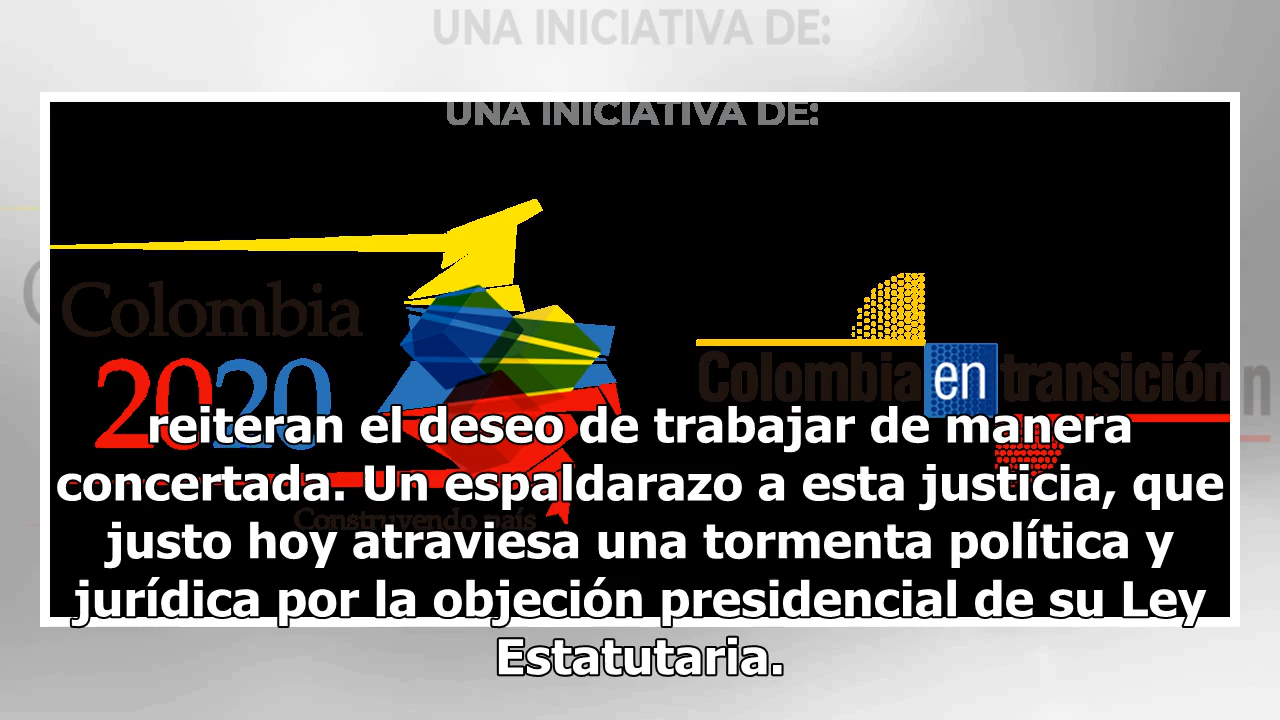 UNA INICIATIVA DE:
UNA INICIATIVA DE:
Colombia
2020
Construyendo país
Colombia en transición
reiteran el deseo de trabajar de manera
concertada. Un espaldarazo a esta justicia, que
justo hoy atraviesa una tormenta política y
jurídica por la objeción presidencial de su Ley
Estatutaria.